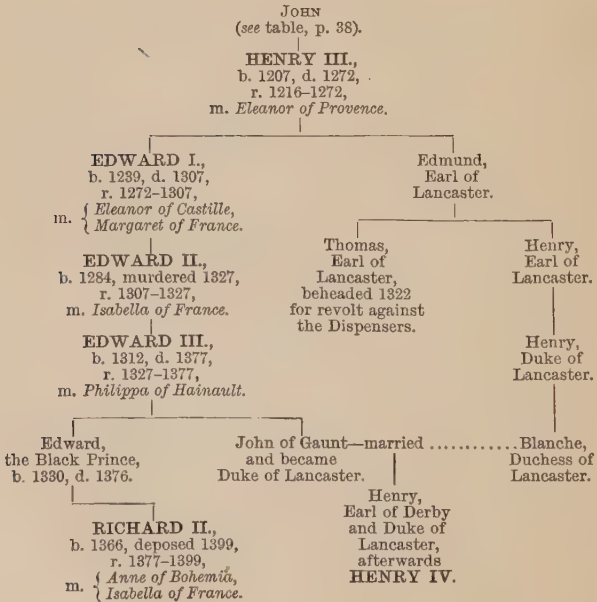 JOHN
(see table, p. 38).
HENRY III.,
b. 1207, d. 1272,
r. 1216–1272,
m. Eleanor of Provence.
EDWARD I.,
b. 1239, d. 1307,
r. 1272–1307,
m. { Eleanor of Castille,
{ Margaret of France.
Edmund,
Earl of
Lancaster.
EDWARD II.,
b. 1284, murdered 1327,
r. 1307–1327,
m. Isabella of France.
Thomas,
Earl of
Lancaster,
beheaded 1322
for revolt against
the Dispensers.
Henry,
Earl of
Lancaster.
EDWARD III.,
b. 1312, d. 1377,
r. 1327–1377,
m. Philippa of Hainault.
Henry,
Duke of
Lancaster.
Edward,
the Black Prince,
b. 1330, d. 1376.
John of Gaunt—married ..........
and became
Duke of Lancaster.
Blanche,
Duchess of
Lancaster.
RICHARD II.,
b. 1366, deposed 1399,
r. 1377–1399,
m. { Anne of Bohemia,
{ Isabella of France.
Henry,
Earl of Derby
and Duke of
Lancaster,
afterwards
HENRY IV.